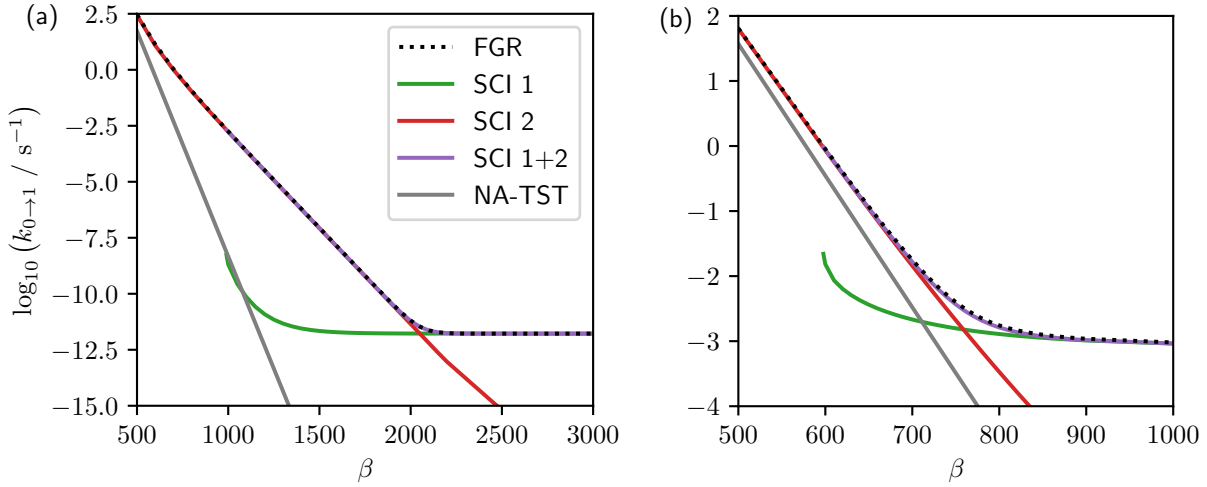 (a)
log₁₀ (k₀→₁ / s⁻¹)
2.5
0.0
−2.5
−5.0
−7.5
−10.0
−12.5
−15.0
500 1000 1500 2000 2500 3000
β
FGR
SCI 1
SCI 2
SCI 1+2
NA-TST
(b)
2
1
0
−1
−2
−3
−4
500 600 700 800 900 1000
β